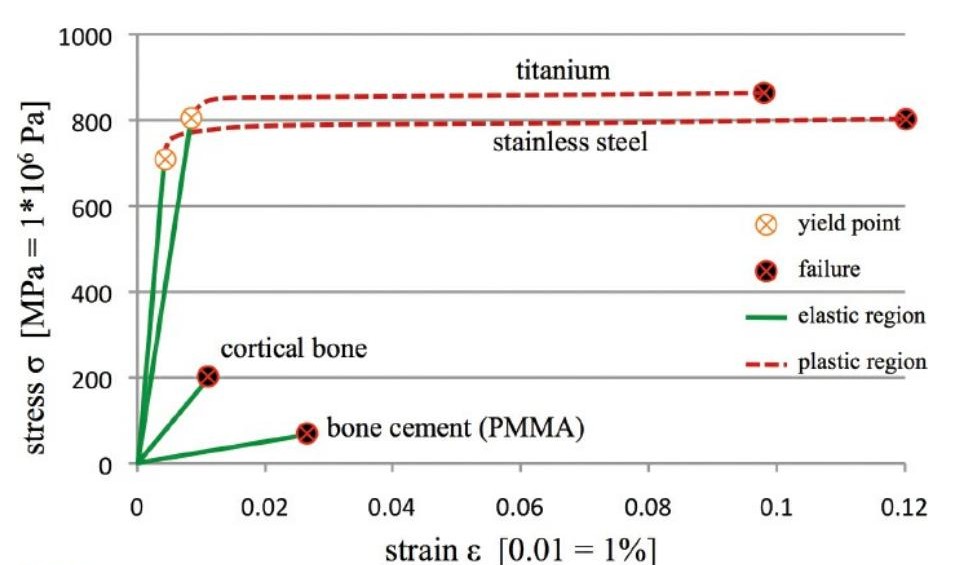 stress σ [MPa = 1*10⁶ Pa]
1000
800
600
400
200
0
titanium
stainless steel
yield point
failure
elastic region
plastic region
cortical bone
bone cement (PMMA)
0 0.02 0.04 0.06 0.08 0.1 0.12
strain ε [0.01 = 1%]